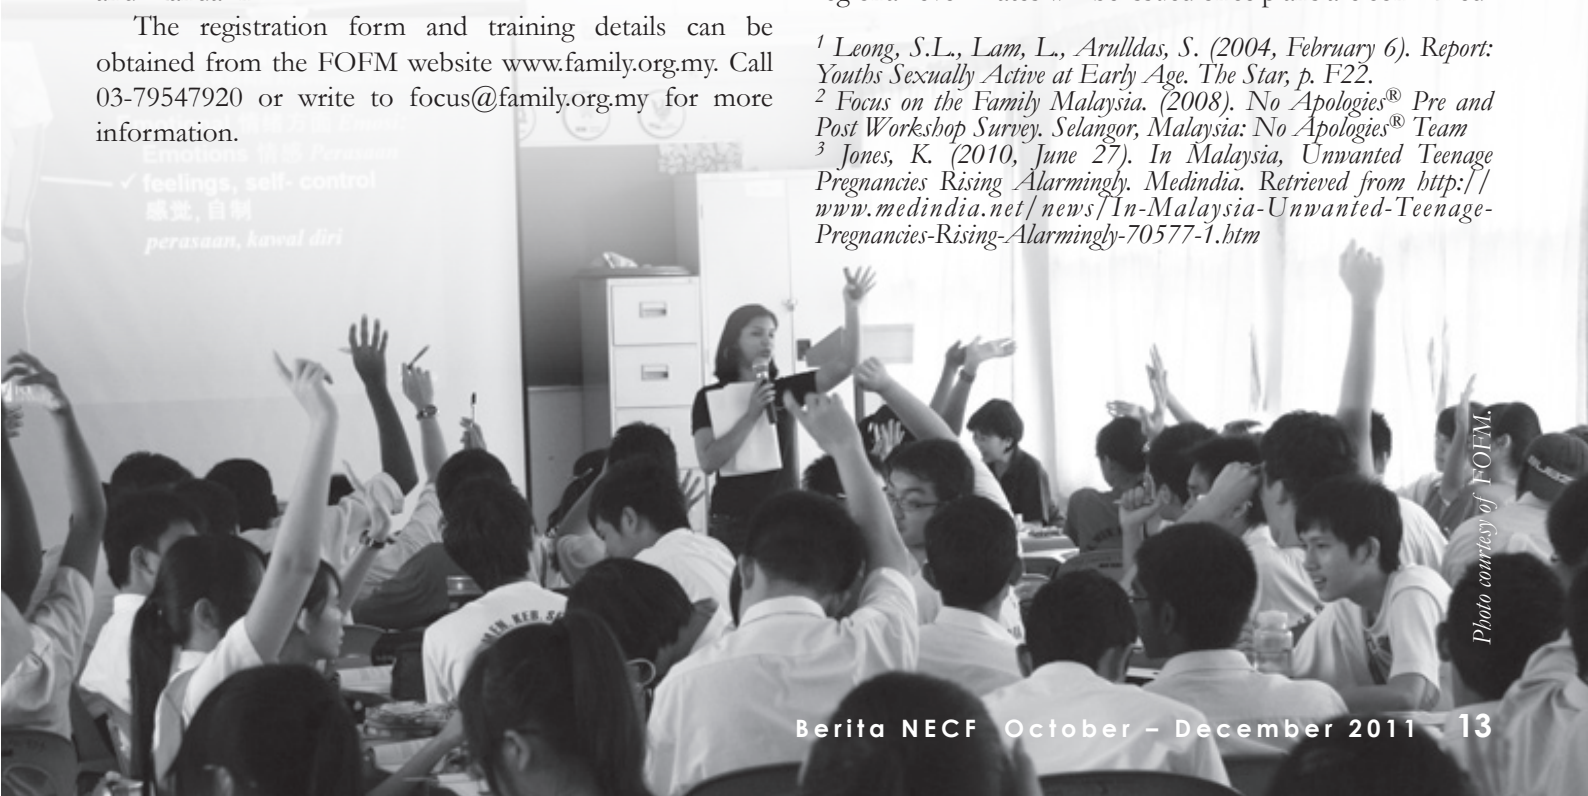 The registration form and training details can be
obtained from the FOFM website www.family.org.my. Call
03-79547920 or write to focus@family.org.my for more
information.
1 Leong, S.L., Lam, L., Arulldas, S. (2004, February 6). Report:
Youths Sexually Active at Early Age. The Star, p. F22.
2 Focus on the Family Malaysia. (2008). No Apologies® Pre and
Post Workshop Survey. Selangor, Malaysia: No Apologies® Team
3 Jones, K. (2010, June 27). In Malaysia, Unwanted Teenage
Pregnancies Rising Alarmingly. Medindia. Retrieved from http://
www.medindia.net/news/In-Malaysia-Unwanted-Teenage-
Pregnancies-Rising-Alarmingly-70577-1.htm
Emotions 情感 Perasaan
✓ feelings, self- control
感觉, 自制
perasaan, kawal diri
MEN. KEB.
Photo courtesy of FOFM.
Berita NECF October – December 2011 13